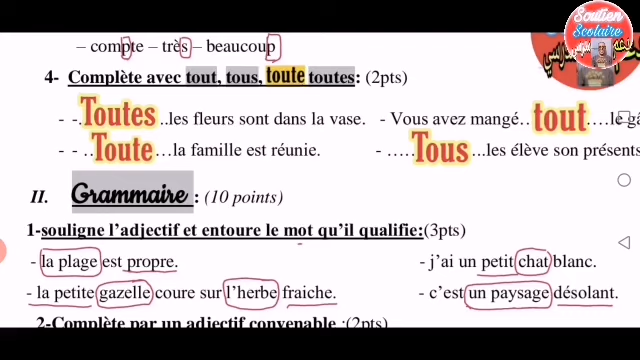 – compte – très – beaucoup
Soutien
Scolaire
4- Complète avec tout, tous, toute toutes: (2pts)
- -.Toutes..les fleurs sont dans la vase. - Vous avez mangé..tout....le gâ
- - ..Toute...la famille est réunie. -.....Tous...les élève son présents
II. Grammaire : (10 points)
1-souligne l'adjectif et entoure le mot qu'il qualifie:(3pts)
- la plage est propre. - j'ai un petit chat blanc.
- la petite gazelle coure sur l'herbe fraiche. - c'est un paysage désolant.
2-Complète par un adjectif convenable :(2pts)